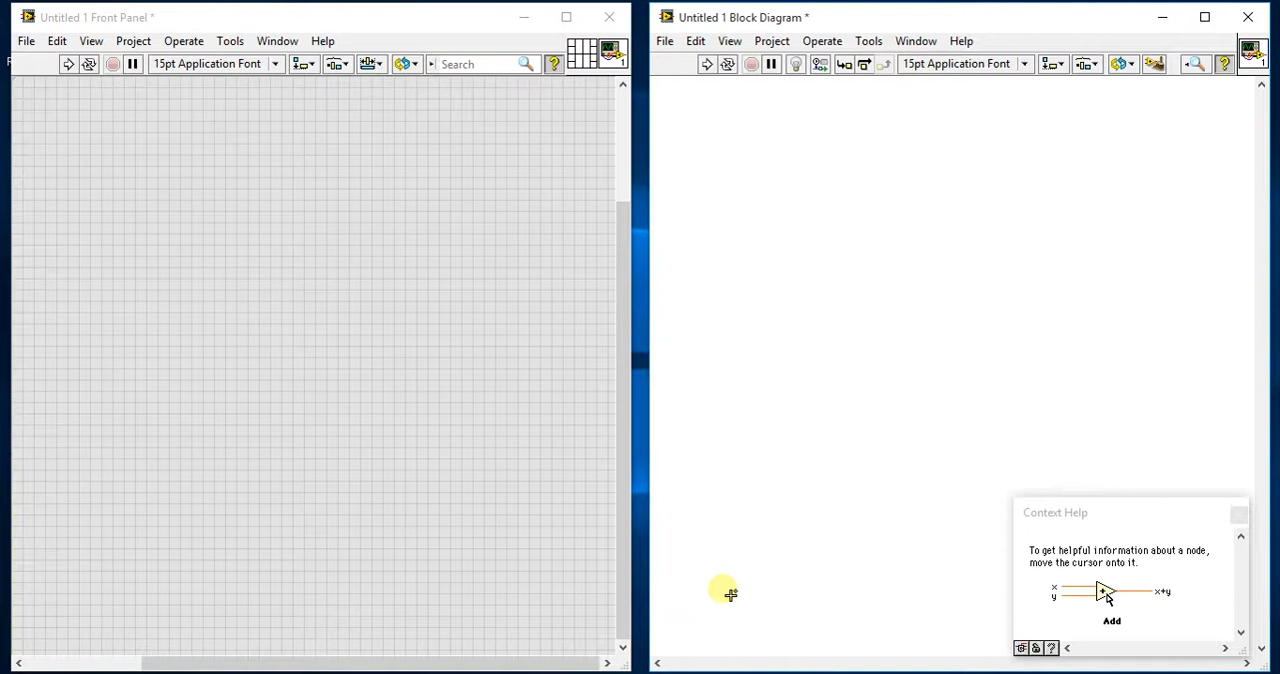 Untitled 1 Front Panel *
File Edit View Project Operate Tools Window Help
15pt Application Font
Search
?
1
Untitled 1 Block Diagram *
File Edit View Project Operate Tools Window Help
15pt Application Font
?
1
Context Help
To get helpful information about a node,
move the cursor onto it.
x
y
+
x+y
Add
?